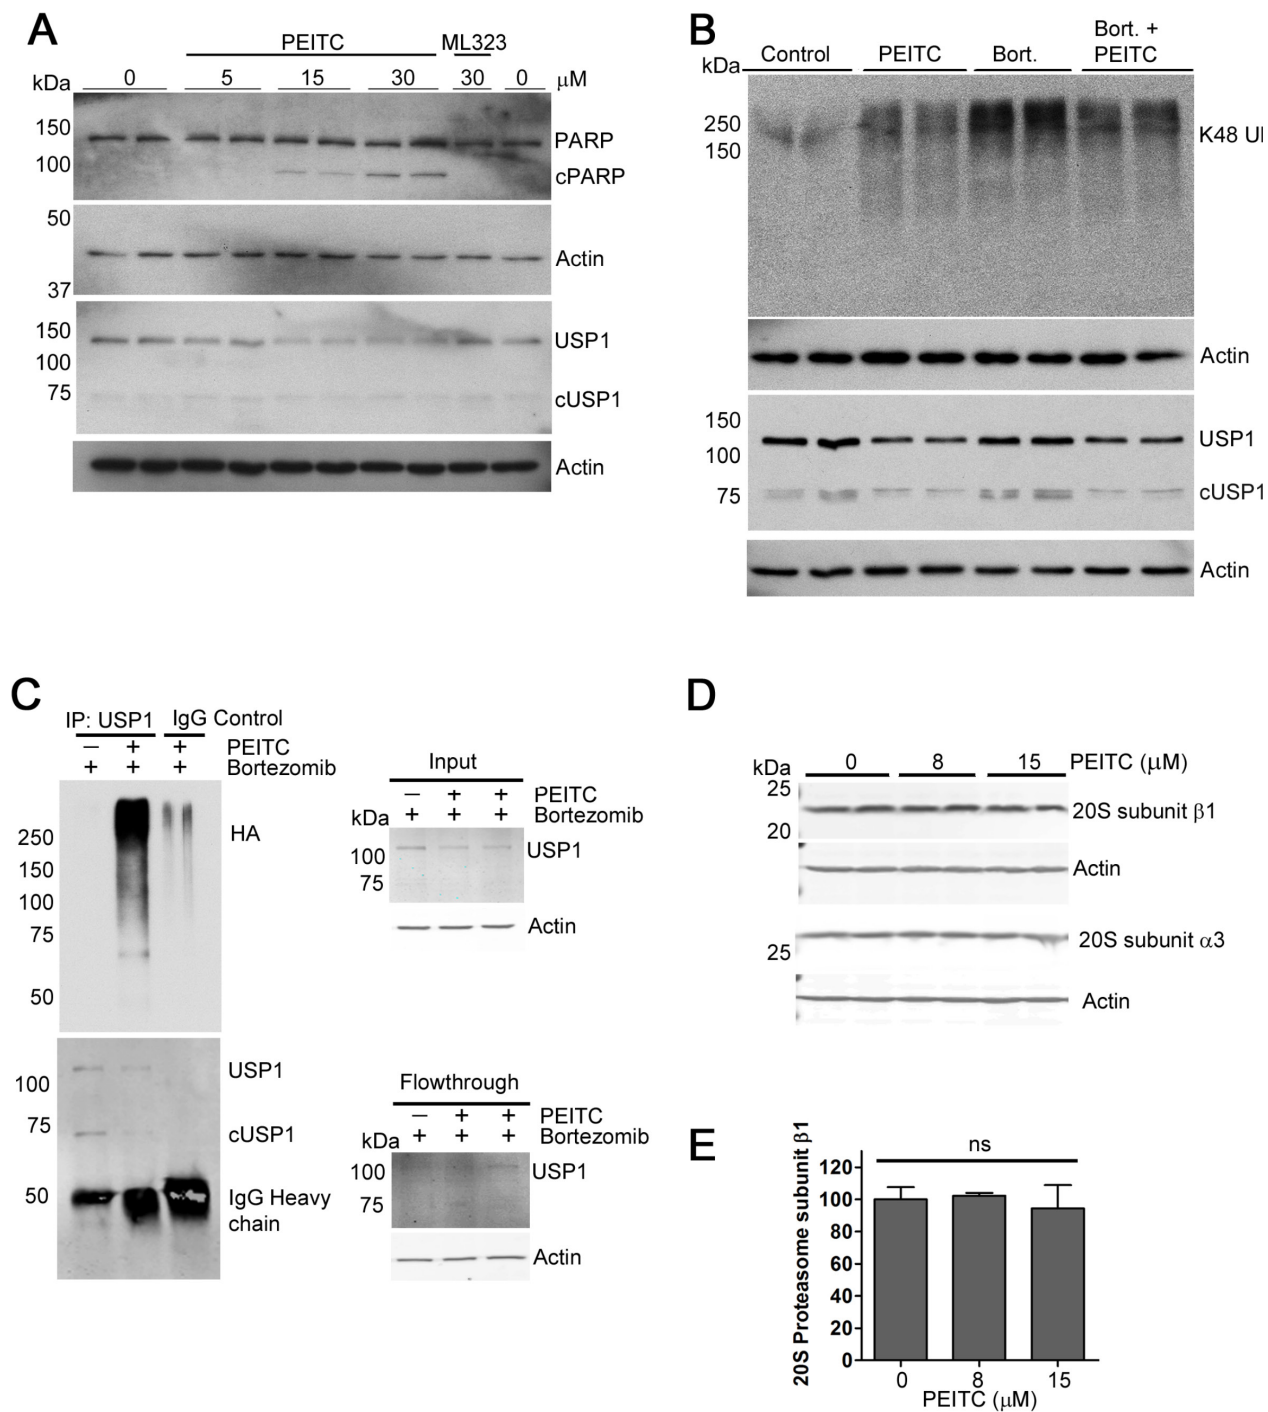 A
PEITC ML323
kDa 0 5 15 30 30 0 μM
150
100
PARP
cPARP
50
37
Actin
150
100
75
USP1
cUSP1
Actin
B
Control PEITC Bort. Bort. +
PEITC
kDa
250
150
K48 U
Actin
150
100
75
USP1
cUSP1
Actin
C
IP: USP1 IgG Control
– + + PEITC
+ + + Bortezomib
250
150
100
75
50
HA
100
75
50
USP1
cUSP1
IgG Heavy
chain
Input
– + + PEITC
kDa + + + Bortezomib
100
75
USP1
Actin
Flowthrough
– + + PEITC
kDa + + + Bortezomib
100
75
USP1
Actin
D
kDa 0 8 15 PEITC (μM)
25
20
20S subunit β1
Actin
25
20S subunit α3
Actin
E
20S Proteasome subunit β1
ns
120
100
80
60
40
20
0
0 8 15
PEITC (μM)